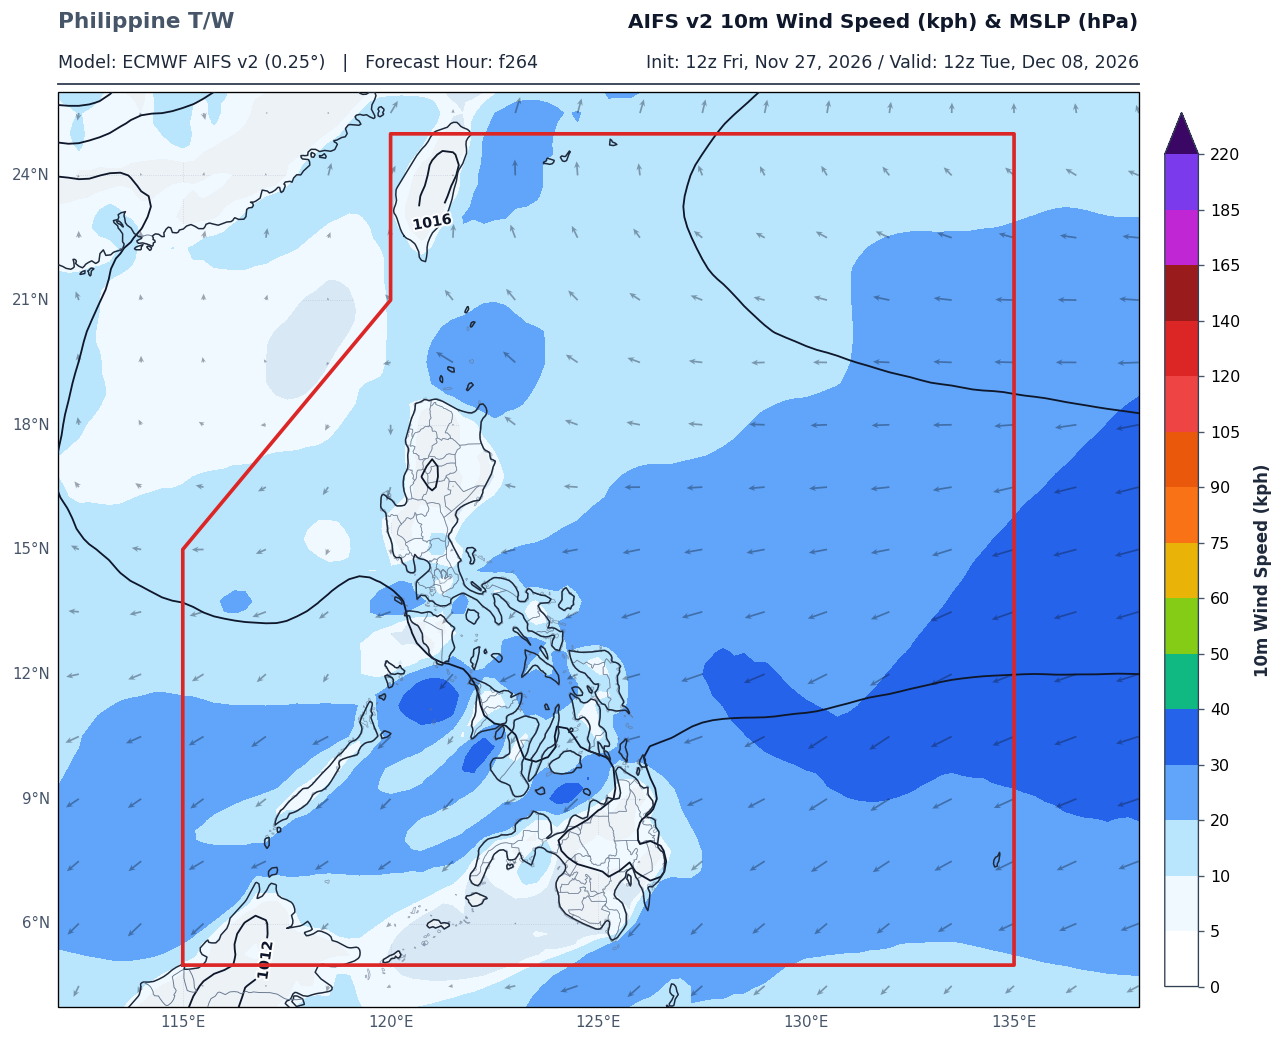 Philippine T/W
AIFS v2 10m Wind Speed (kph) & MSLP (hPa)
Model: ECMWF AIFS v2 (0.25°)   |   Forecast Hour: f264
Init: 12z Fri, Nov 27, 2026 / Valid: 12z Tue, Dec 08, 2026
24°N
21°N
18°N
15°N
12°N
9°N
6°N
1016
1012
115°E
120°E
125°E
130°E
135°E
220
185
165
140
120
105
90
75
60
50
40
30
20
10
5
0
10m Wind Speed (kph)